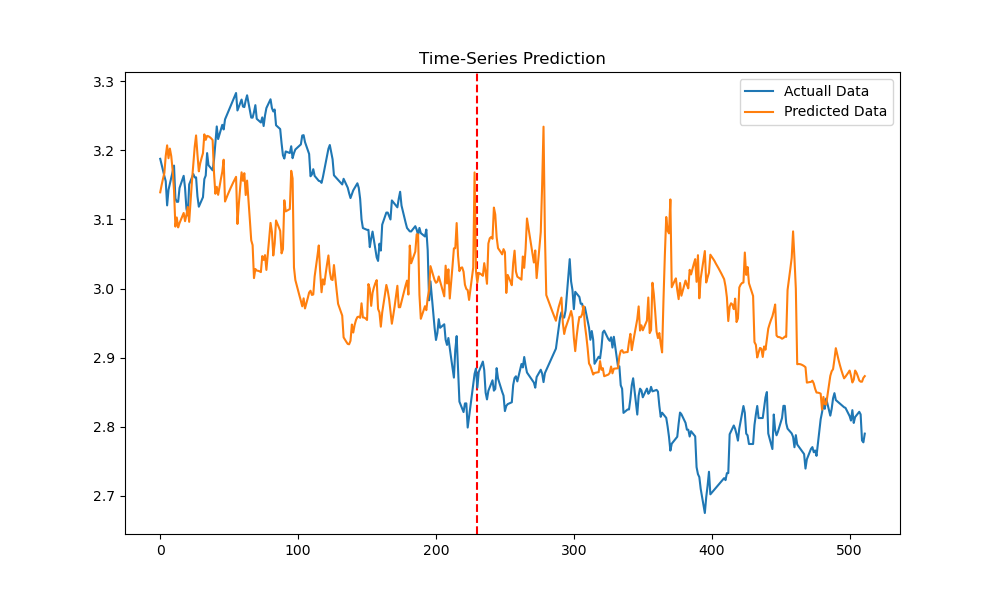 Time-Series Prediction
Actuall Data
Predicted Data
3.3
3.2
3.1
3.0
2.9
2.8
2.7
0 100 200 300 400 500